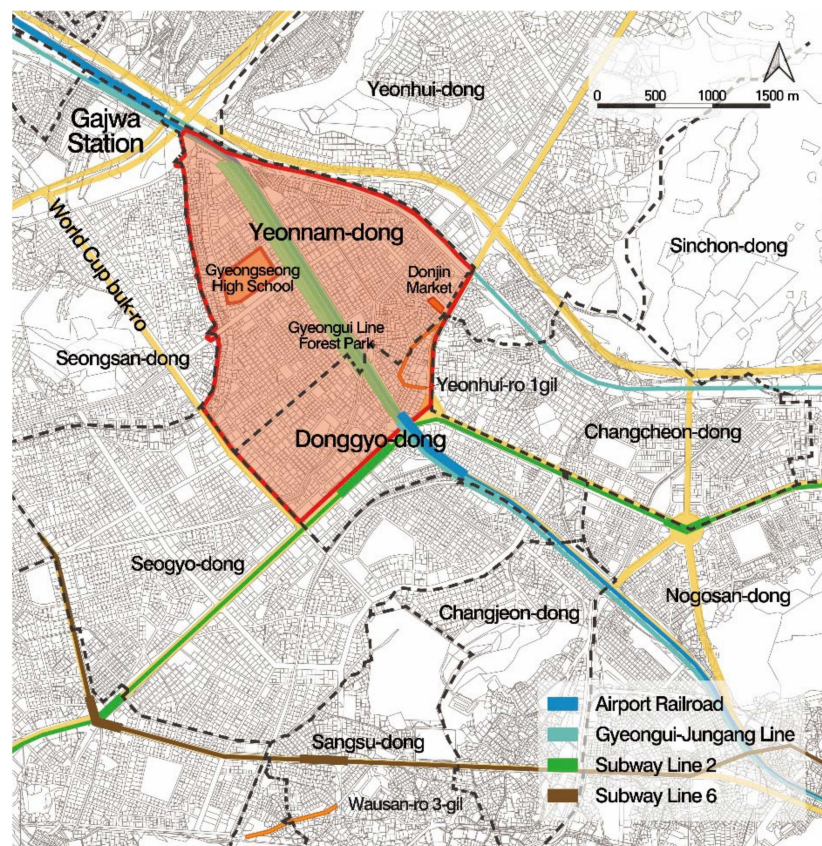 Yeonhui-dong
0 500 1000 1500 m
Gajwa
Station
World Cup buk-ro
Yeonnam-dong
Sinchon-dong
Gyeongseong
High School
Donjin
Market
Gyeongui Line
Forest Park
Seongsan-dong
Yeonhui-ro 1gil
Donggyo-dong
Changcheon-dong
Seogyo-dong
Changjeon-dong
Nogosan-dong
Airport Railroad
Gyeongui-Jungang Line
Subway Line 2
Subway Line 6
Sangsu-dong
Wausan-ro 3-gil